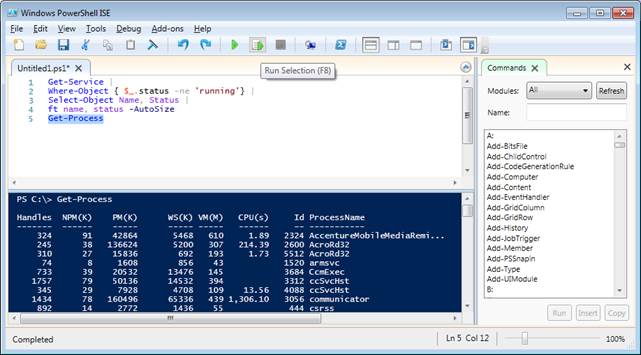 Windows PowerShell ISE
File Edit View Tools Debug Add-ons Help
Run Selection (F8)
Untitled1.ps1* X
1 Get-Service |
2 Where-Object { $_.status -ne 'running'} |
3 Select-Object Name, Status |
4 ft name, status -AutoSize
5 Get-Process
PS C:\> Get-Process
Handles NPM(K) PM(K) WS(K) VM(M) CPU(s) Id ProcessName
------- ------ ----- ----- ----- ------ -- -----------
324 91 42864 5468 610 1.89 2324 AccentureMobileMediaRemi...
245 38 136624 5200 307 214.39 2600 AcroRd32
310 27 15836 692 193 1.73 5512 AcroRd32
74 8 1608 856 43 1520 armsvc
733 39 20532 13476 145 3684 CcmExec
1757 79 50136 14532 394 3312 ccSvcHst
345 29 7928 4708 109 13.56 4088 ccSvcHst
1434 78 160496 65336 439 1,306.10 3056 communicator
892 14 2772 1436 55 444 csrss
Commands X
Modules: All Refresh
Name:
A:
Add-BitsFile
Add-ChildControl
Add-CodeGenerationRule
Add-Computer
Add-Content
Add-EventHandler
Add-GridColumn
Add-GridRow
Add-History
Add-JobTrigger
Add-Member
Add-PSSnapin
Add-Type
Add-UIModule
B:
Run Insert Copy
Completed
Ln 5 Col 12
100%